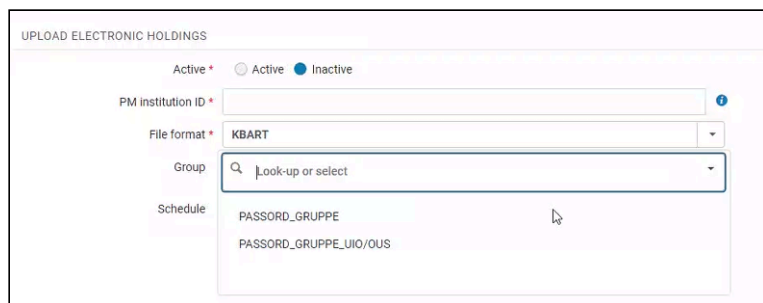 UPLOAD ELECTRONIC HOLDINGS
Active * Active Inactive
PM institution ID *
File format * KBART
Group Look-up or select
Schedule
PASSORD_GRUPPE
PASSORD_GRUPPE_UIO/OUS